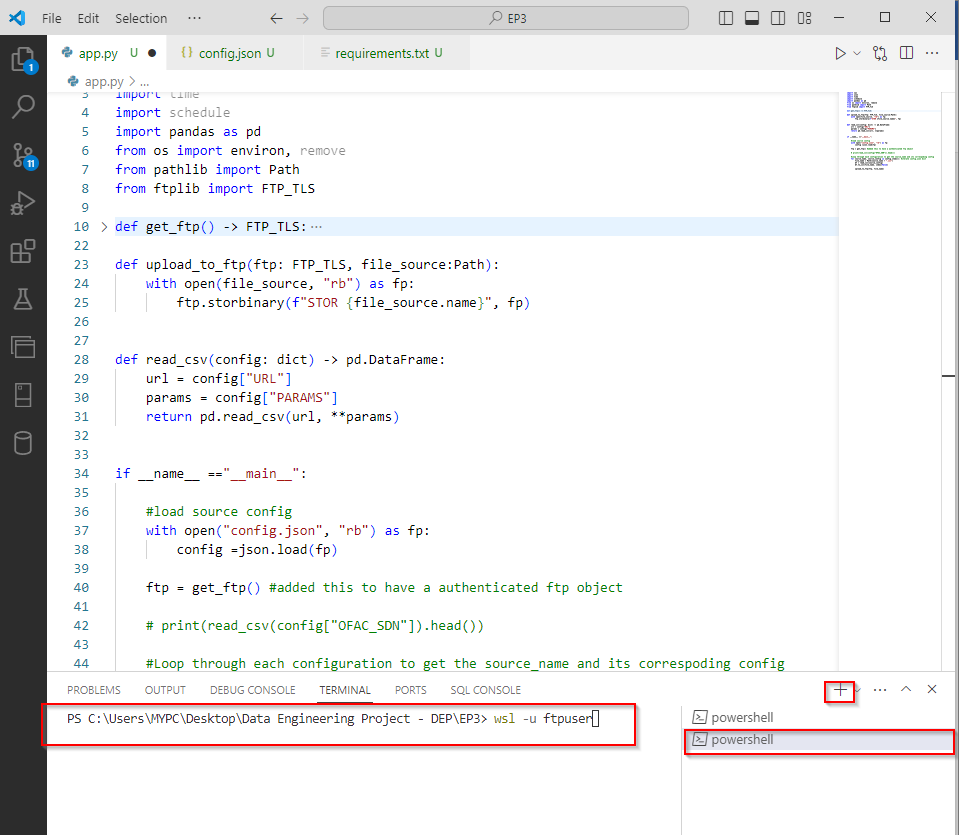 File Edit Selection ··· EP3
1
11
app.py U ● config.json U requirements.txt U
app.py > ...
3 import time
4 import schedule
5 import pandas as pd
6 from os import environ, remove
7 from pathlib import Path
8 from ftplib import FTP_TLS
9
10 def get_ftp() -> FTP_TLS: ···
22
23 def upload_to_ftp(ftp: FTP_TLS, file_source:Path):
24 with open(file_source, "rb") as fp:
25 ftp.storbinary(f"STOR {file_source.name}", fp)
26
27
28 def read_csv(config: dict) -> pd.DataFrame:
29 url = config["URL"]
30 params = config["PARAMS"]
31 return pd.read_csv(url, **params)
32
33
34 if __name__ =="__main__":
35
36 #load source config
37 with open("config.json", "rb") as fp:
38 config =json.load(fp)
39
40 ftp = get_ftp() #added this to have a authenticated ftp object
41
42 # print(read_csv(config["OFAC_SDN"]).head())
43
44 #Loop through each configuration to get the source_name and its correspoding config
PROBLEMS OUTPUT DEBUG CONSOLE TERMINAL PORTS SQL CONSOLE
PS C:\Users\MYPC\Desktop\Data Engineering Project - DEP\EP3> wsl -u ftpuser
powershell
powershell